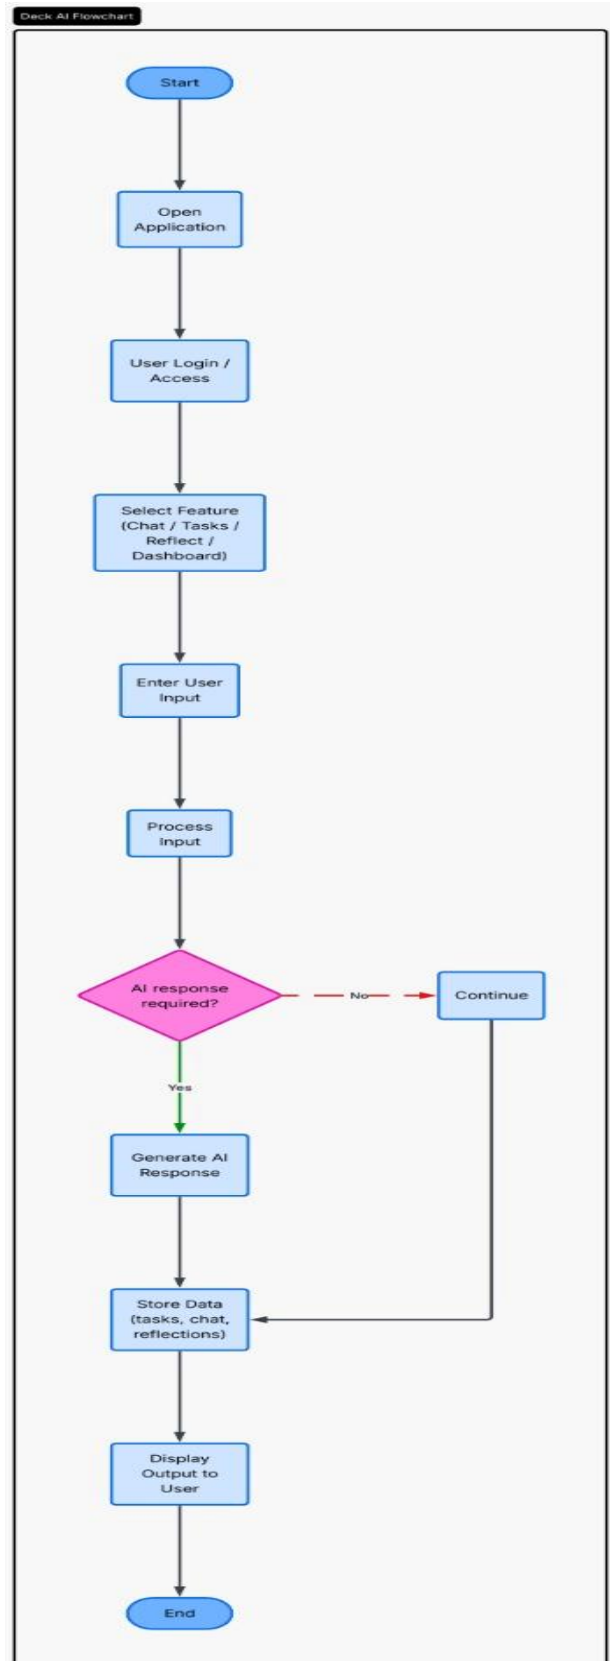 Deck AI Flowchart
Start
Open
Application
User Login /
Access
Select Feature
(Chat / Tasks /
Reflect /
Dashboard)
Enter User
Input
Process
Input
AI response
required?
No
Continue
Yes
Generate AI
Response
Store Data
(tasks, chat,
reflections)
Display
Output to
User
End